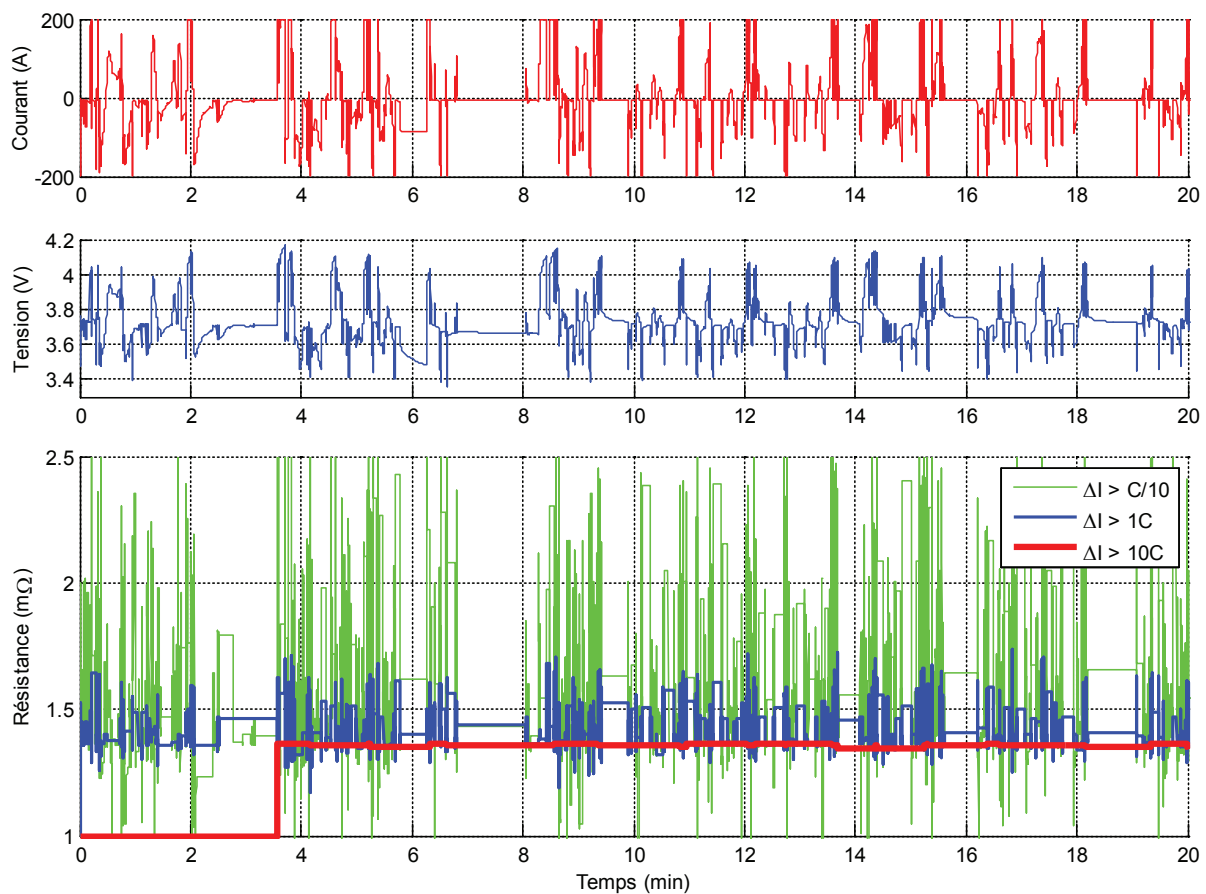 Courant (A)
200
0
-200
0 2 4 6 8 10 12 14 16 18 20
Tension (V)
4.2
4
3.8
3.6
3.4
0 2 4 6 8 10 12 14 16 18 20
Résistance (mΩ)
2.5
2
1.5
1
ΔI > C/10
ΔI > 1C
ΔI > 10C
0 2 4 6 8 10 12 14 16 18 20
Temps (min)